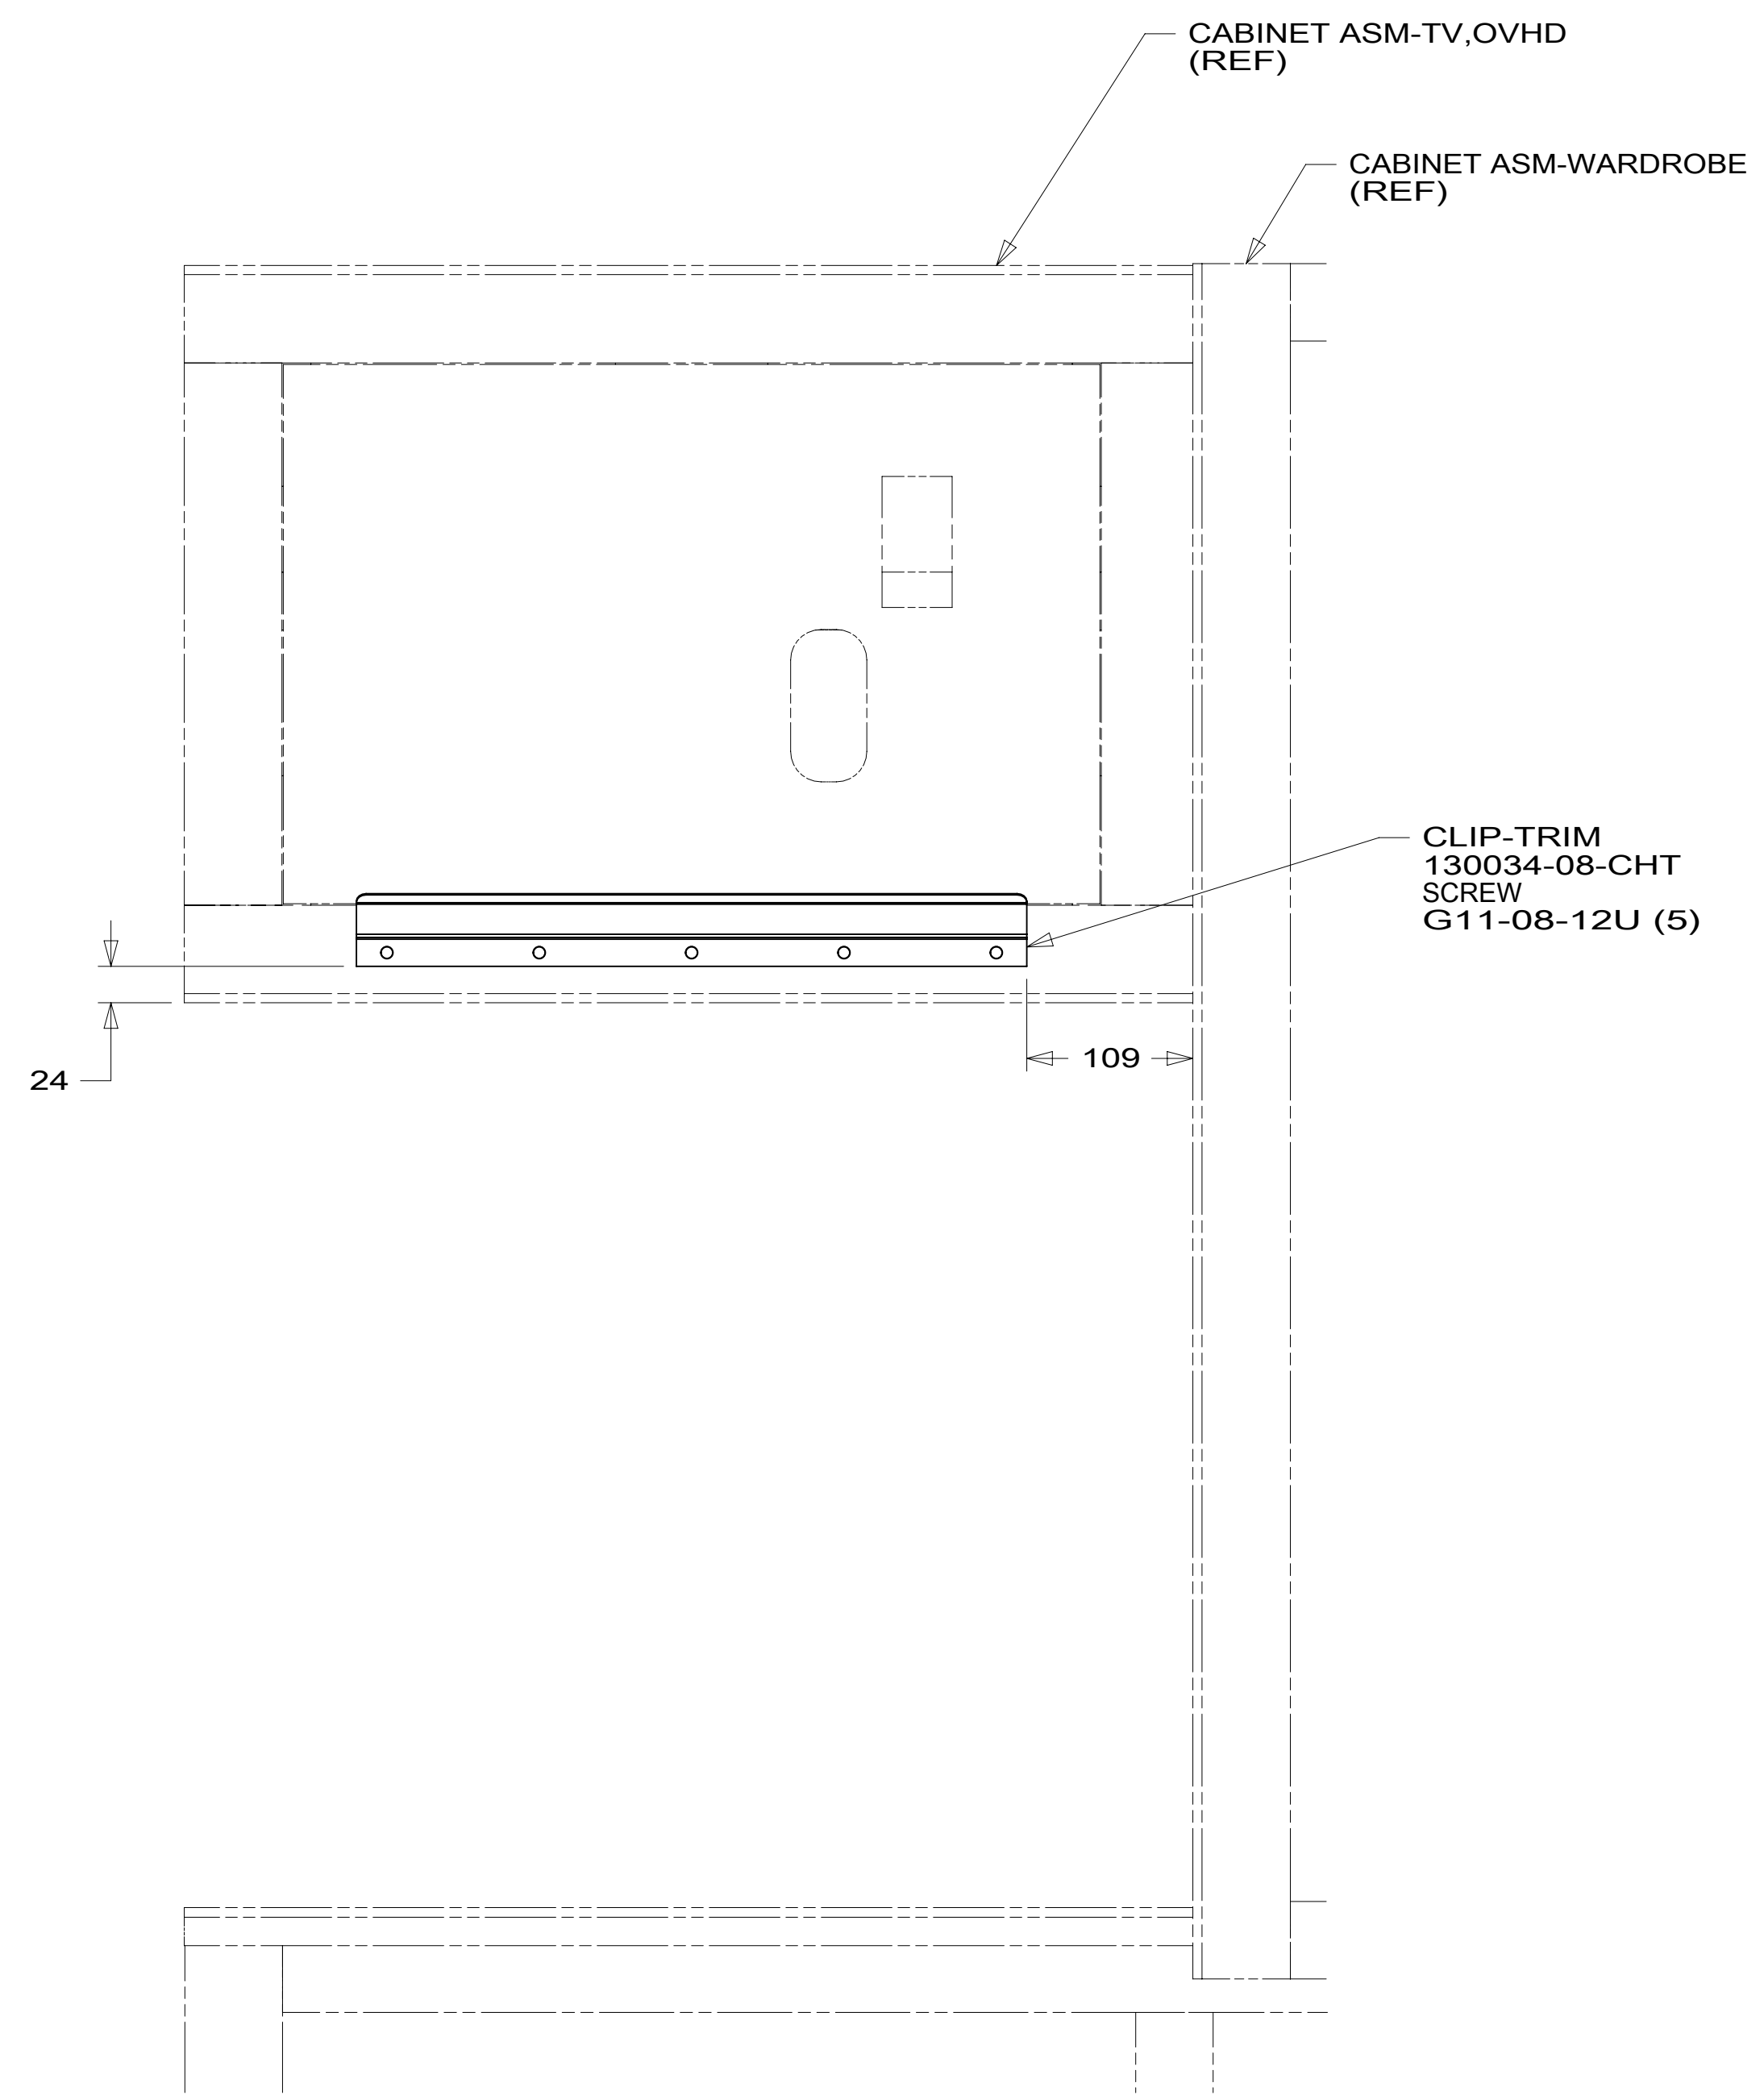 CABINET ASM-TV,OVHD
(REF)
CABINET ASM-WARDROBE
(REF)
CLIP-TRIM
130034-08-CHT
SCREW
G11-08-12U (5)
109
24